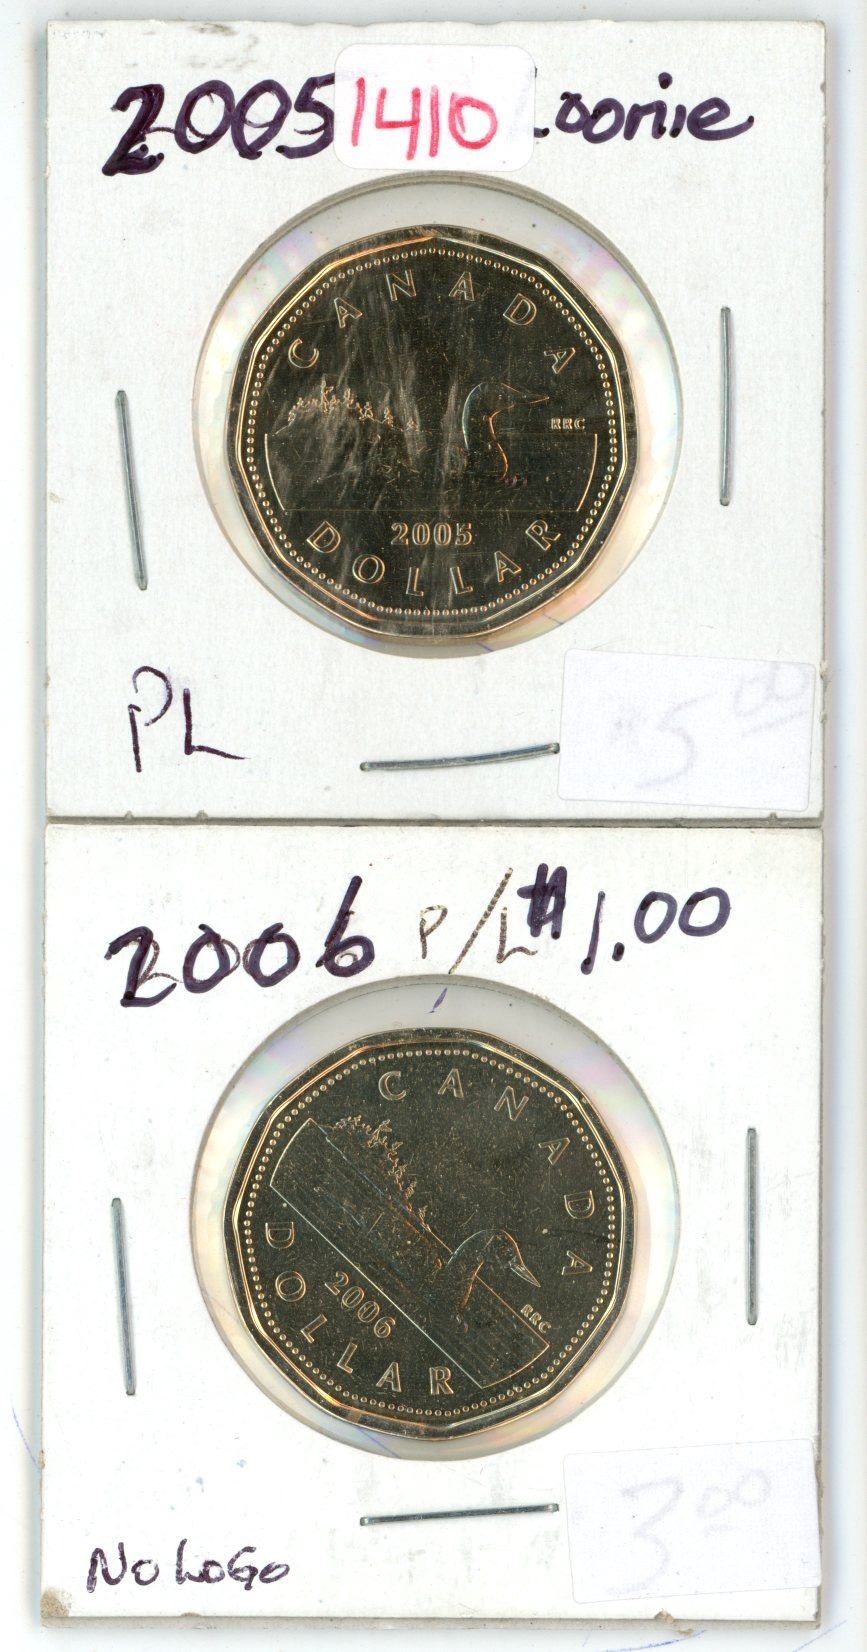 2005 1410 Loonie
CANADA
RRC
2005
DOLLAR
PL
$5.00
2006 P/L $1.00
CANADA
2006
RRC
DOLLAR
No LoGo
3.00